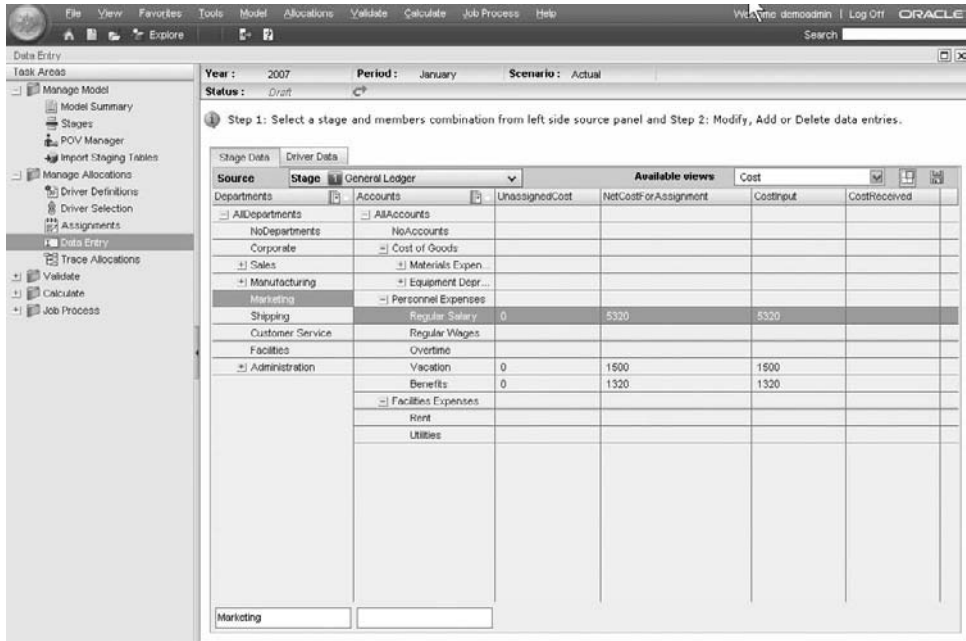 File View Favorites Tools Model Allocations Validate Calculate Job Process Help Welcome demoadmin | Log Off ORACLE
Explore Search
Data Entry
Task Areas
Manage Model
Model Summary
Stages
POV Manager
Import Staging Tables
Manage Allocations
Driver Definitions
Driver Selection
Assignments
Data Entry
Trace Allocations
Validate
Calculate
Job Process
Year : 2007 Period : January Scenario : Actual
Status : Draft
Step 1: Select a stage and members combination from left side source panel and Step 2: Modify, Add or Delete data entries.
Stage Data Driver Data
Source Stage General Ledger Available views Cost
Departments Accounts UnassignedCost NetCostForAssignment CostInput CostReceived
AllDepartments AllAccounts
NoDepartments NoAccounts
Corporate Cost of Goods
Sales Materials Expen...
Manufacturing Equipment Depr...
Marketing Personnel Expenses
Shipping Regular Salary 0 5320 5320
Customer Service Regular Wages
Facilities Overtime
Administration Vacation 0 1500 1500
Benefits 0 1320 1320
Facilities Expenses
Rent
Utilities
Marketing